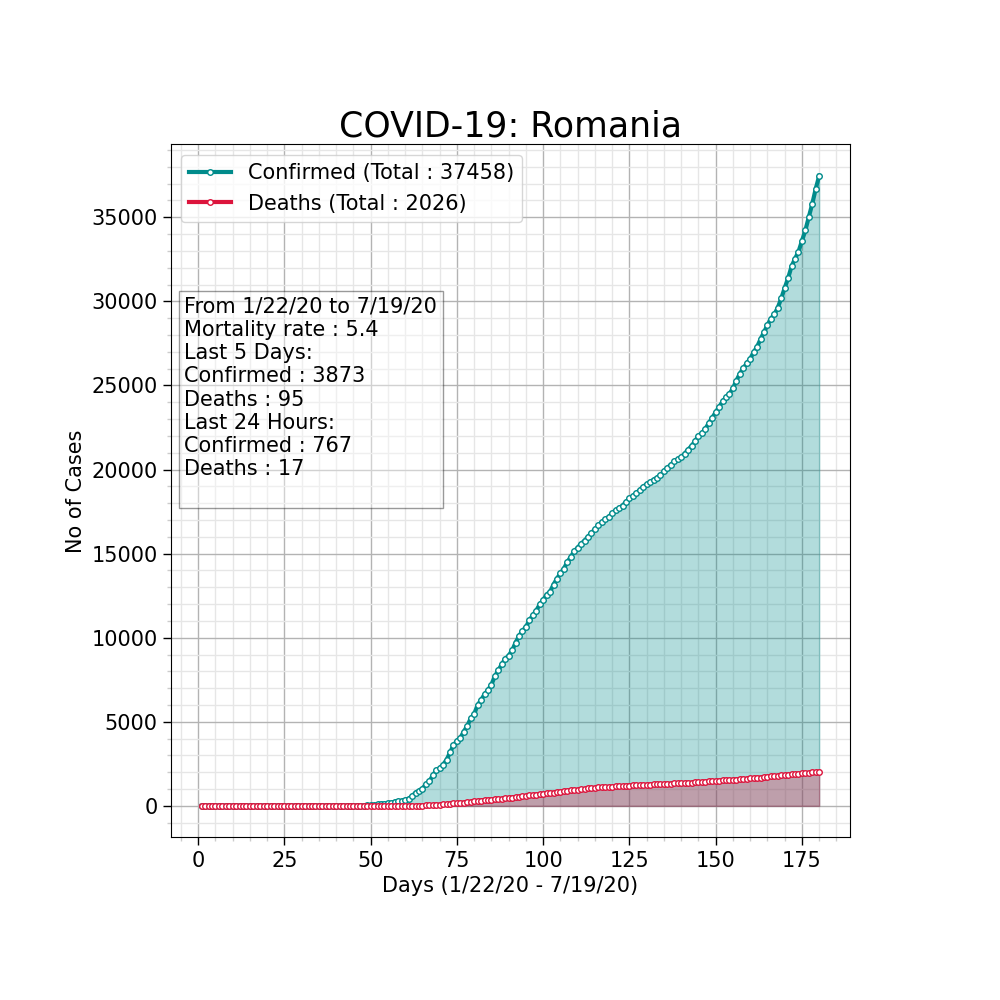 COVID-19: Romania
Confirmed (Total : 37458)
Deaths (Total : 2026)
From 1/22/20 to 7/19/20
Mortality rate : 5.4
Last 5 Days:
Confirmed : 3873
Deaths : 95
Last 24 Hours:
Confirmed : 767
Deaths : 17
No of Cases
35000
30000
25000
20000
15000
10000
5000
0
0 25 50 75 100 125 150 175
Days (1/22/20 - 7/19/20)